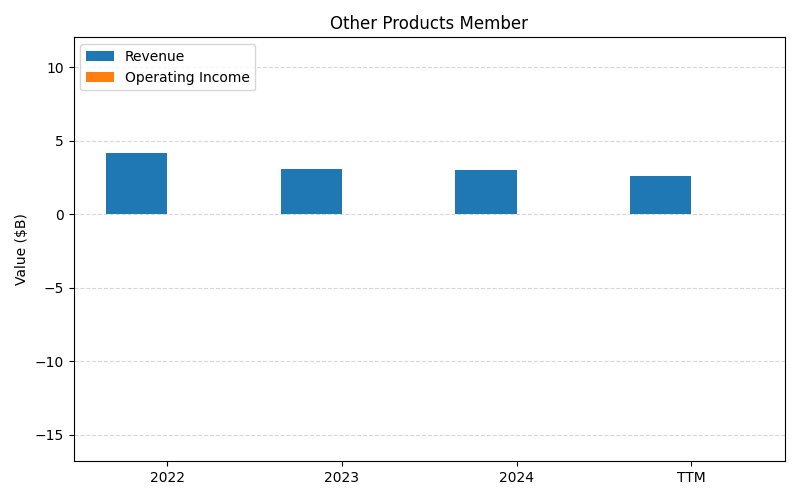 Other Products Member
Revenue
Operating Income
Value ($B)
10
5
0
−5
−10
−15
2022
2023
2024
TTM